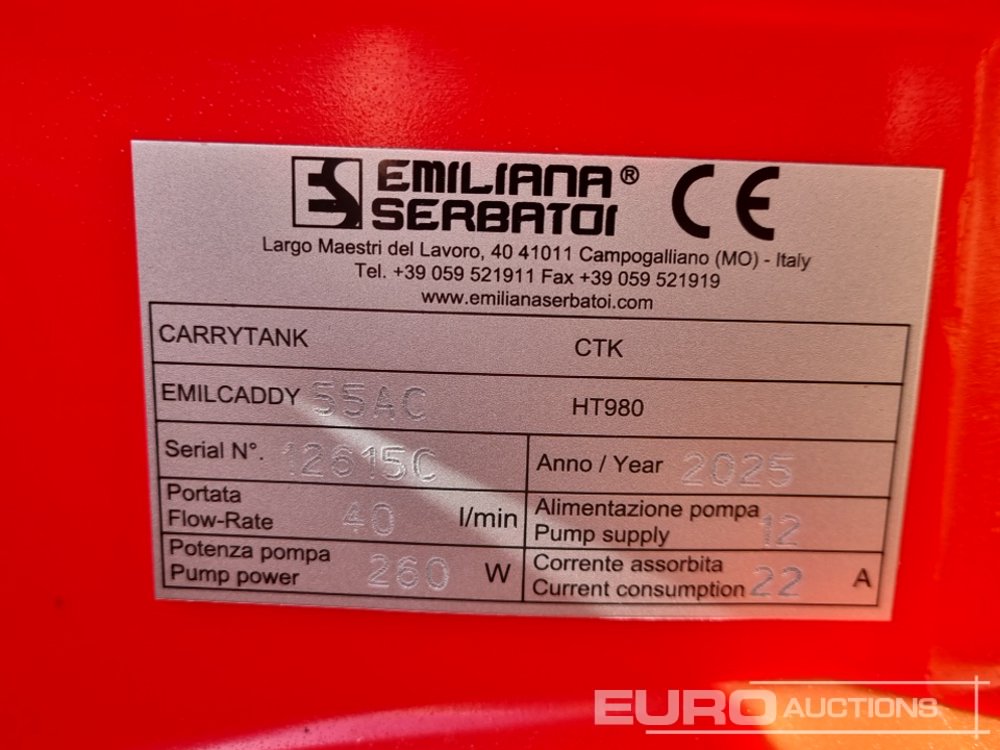 EMILIANA®
SERBATOI
CE
Largo Maestri del Lavoro, 40 41011 Campogalliano (MO) - Italy
Tel. +39 059 521911 Fax +39 059 521919
www.emilianaserbatoi.com
CARRYTANK CTK
EMILCADDY 55AC HT980
Serial N°. 12615C Anno / Year 2025
Portata
Flow-Rate 40 l/min
Alimentazione pompa
Pump supply 12
Potenza pompa
Pump power 260 W
Corrente assorbita
Current consumption 22 A
EURO AUCTIONS